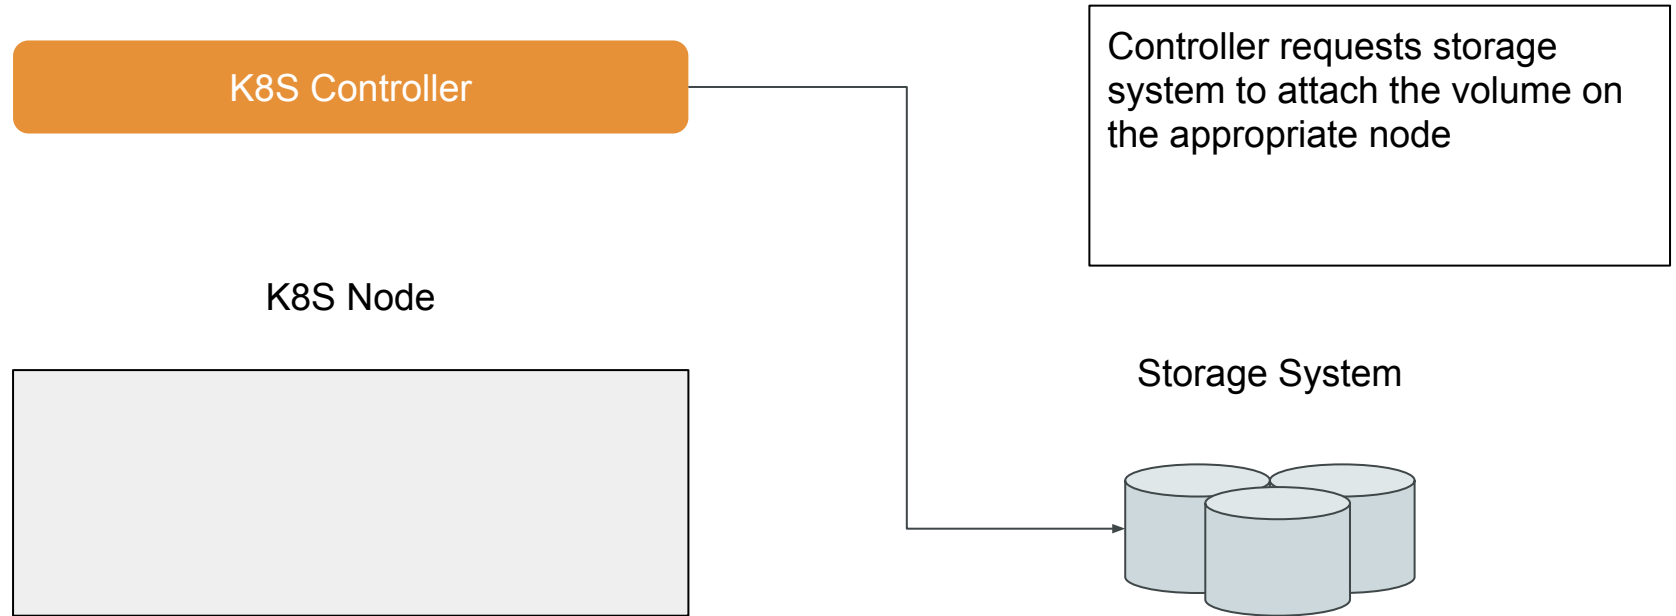 K8S Controller
Controller requests storage
system to attach the volume on
the appropriate node
K8S Node
Storage System